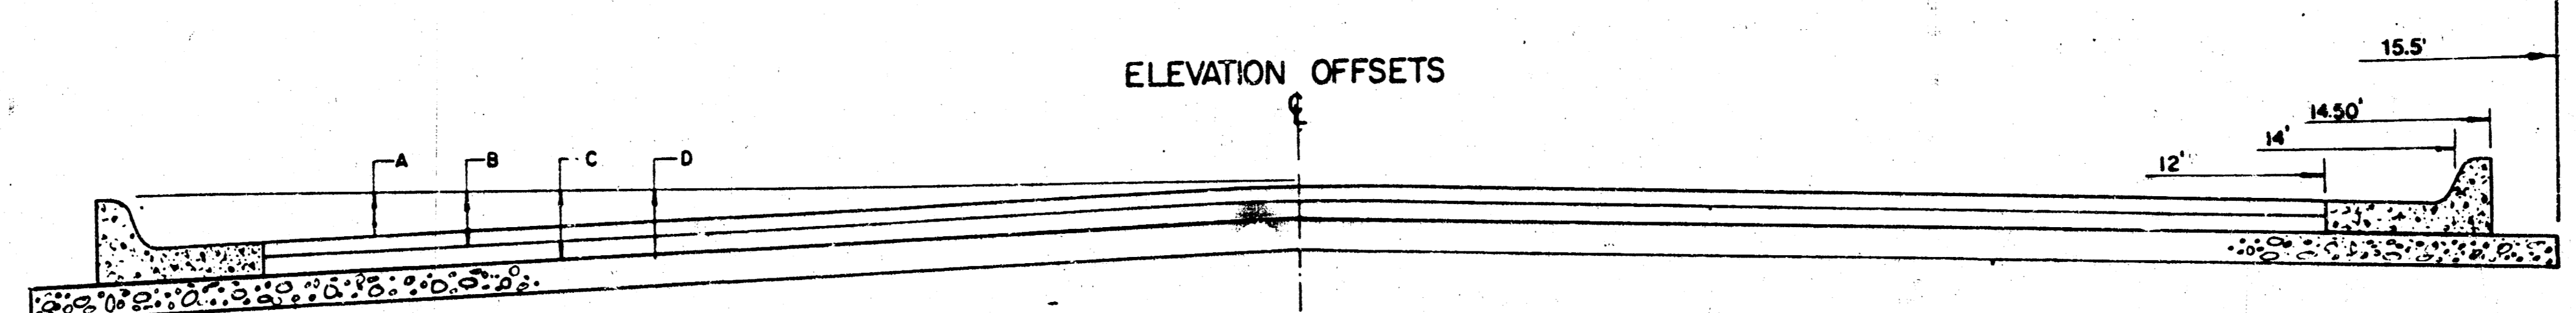 15.5'
ELEVATION OFFSETS
℄
14.50'
14'
12'
A B C D